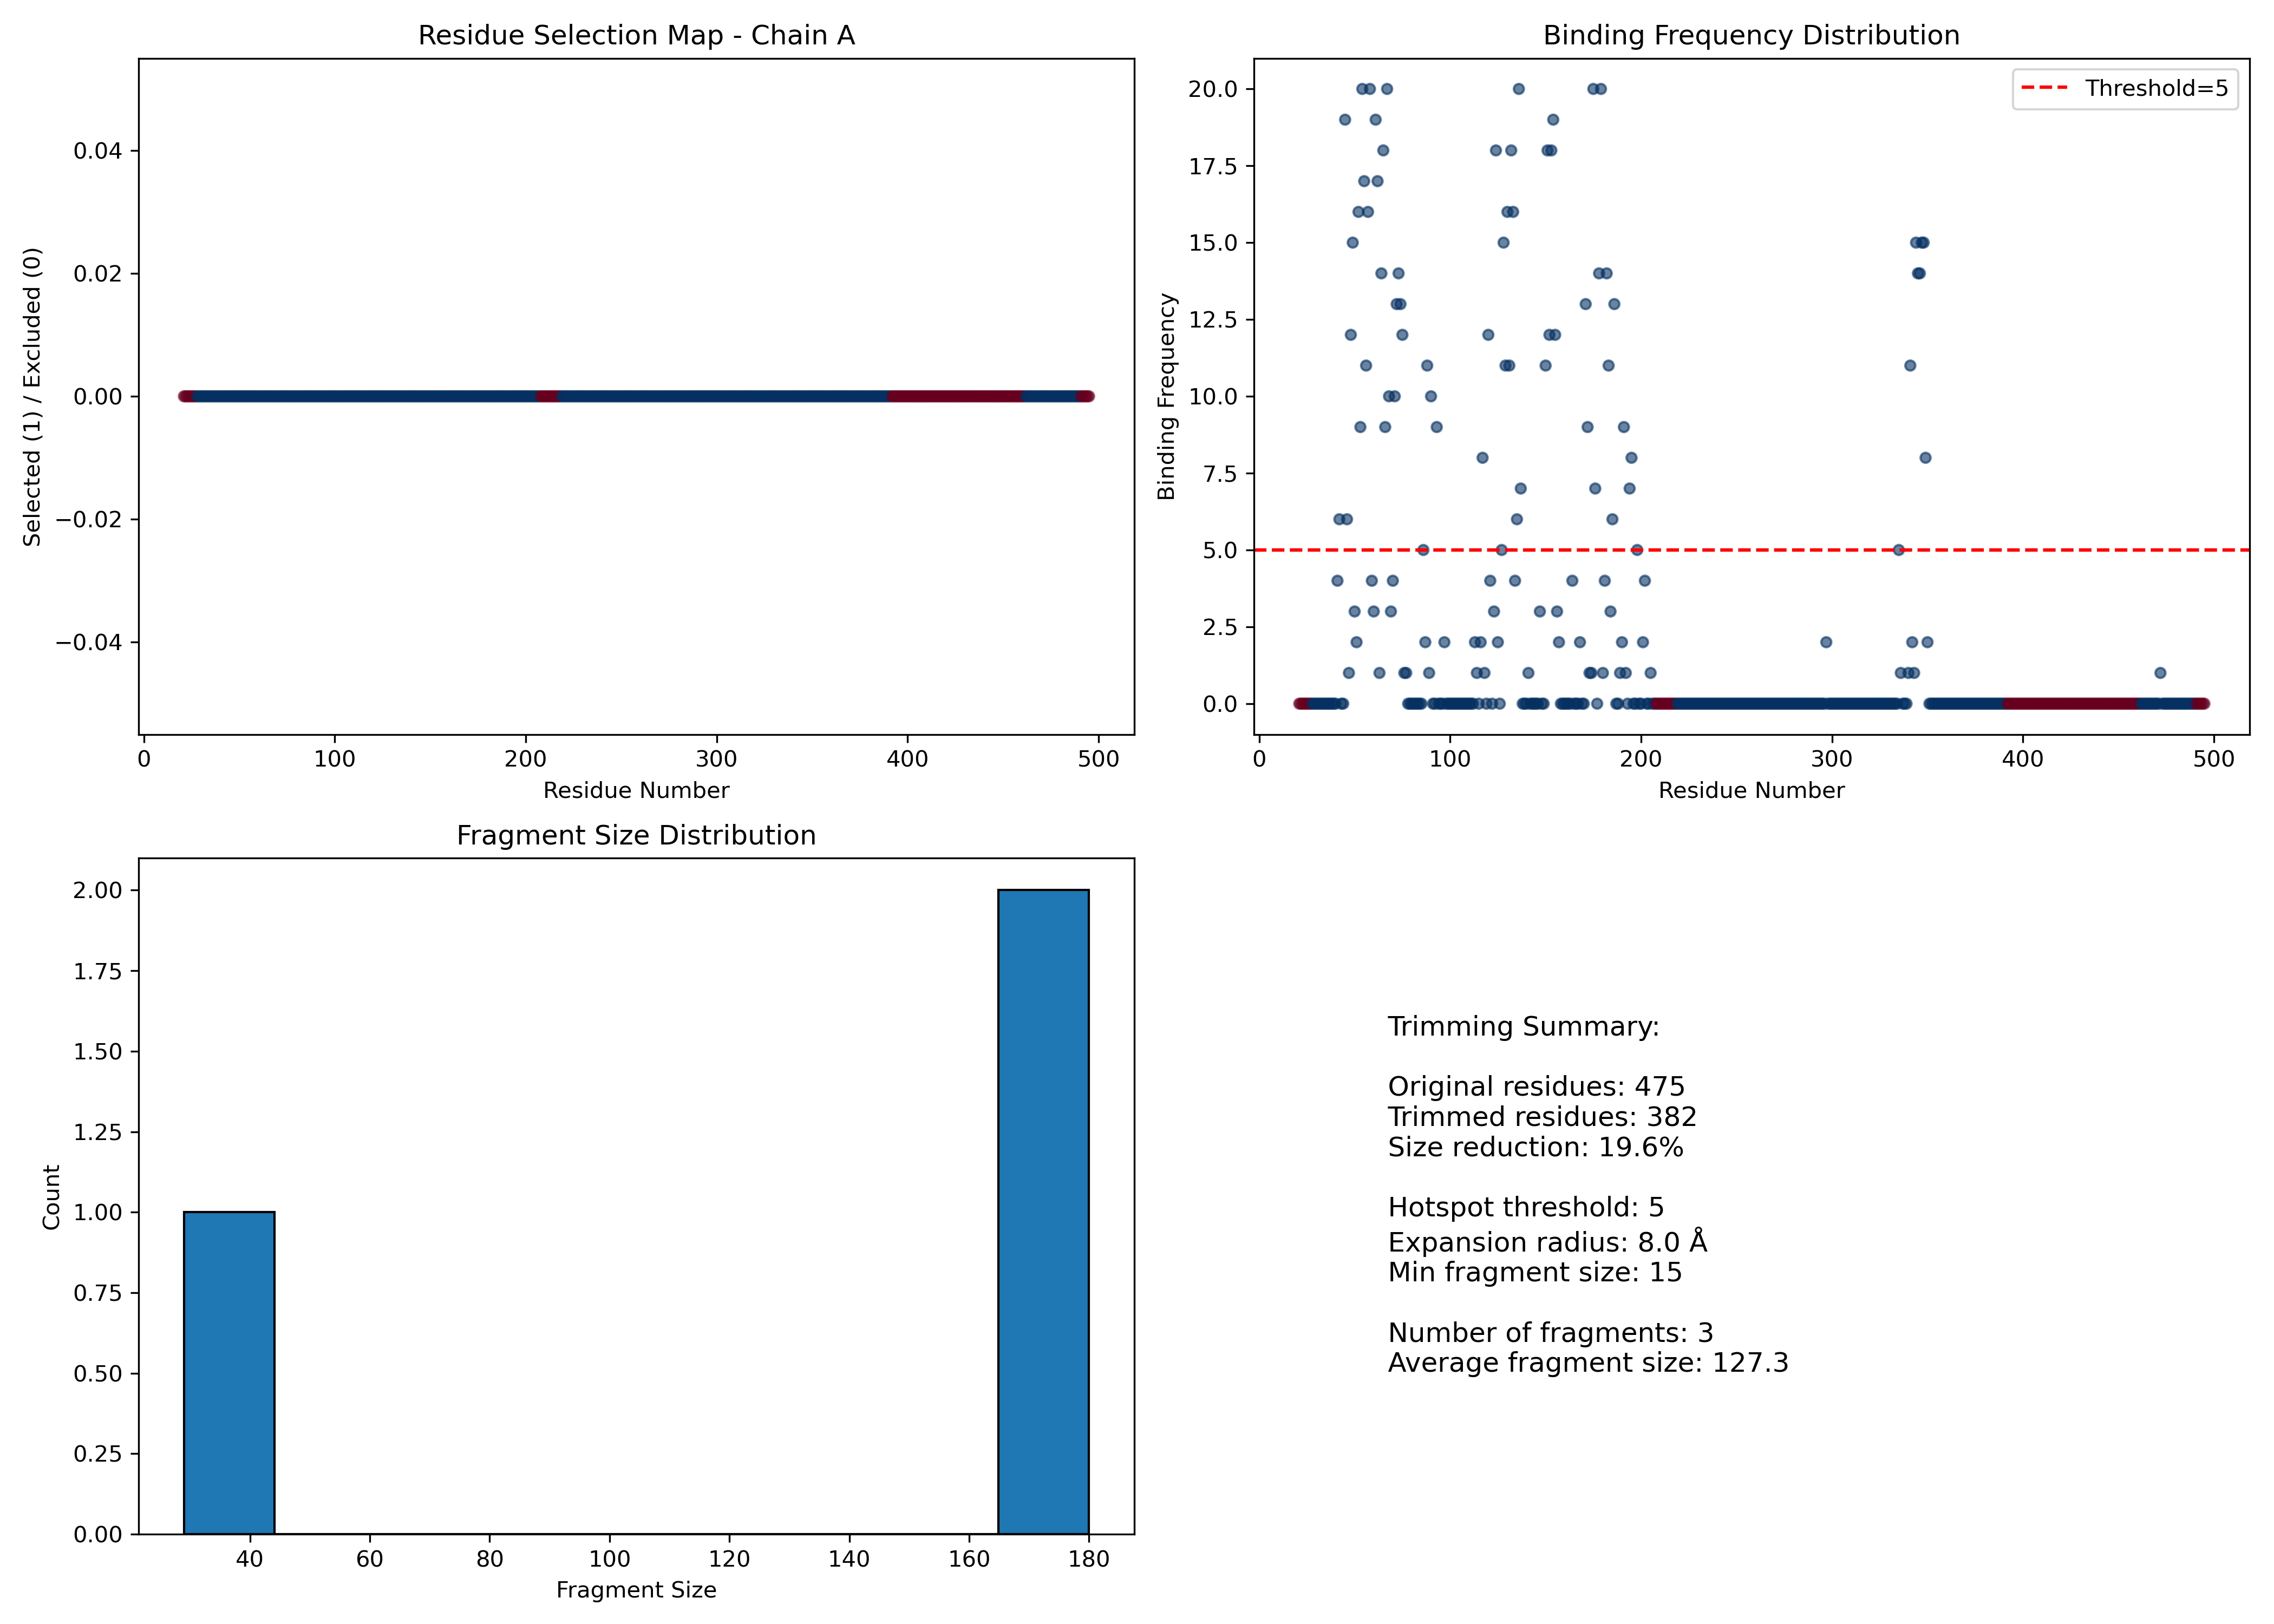 Residue Selection Map - Chain A
Selected (1) / Excluded (0)
0.04
0.02
0.00
−0.02
−0.04
0 100 200 300 400 500
Residue Number
Binding Frequency Distribution
Threshold=5
Binding Frequency
20.0
17.5
15.0
12.5
10.0
7.5
5.0
2.5
0.0
0 100 200 300 400 500
Residue Number
Fragment Size Distribution
Count
2.00
1.75
1.50
1.25
1.00
0.75
0.50
0.25
0.00
40 60 80 100 120 140 160 180
Fragment Size
Trimming Summary:
Original residues: 475
Trimmed residues: 382
Size reduction: 19.6%
Hotspot threshold: 5
Expansion radius: 8.0 Å
Min fragment size: 15
Number of fragments: 3
Average fragment size: 127.3